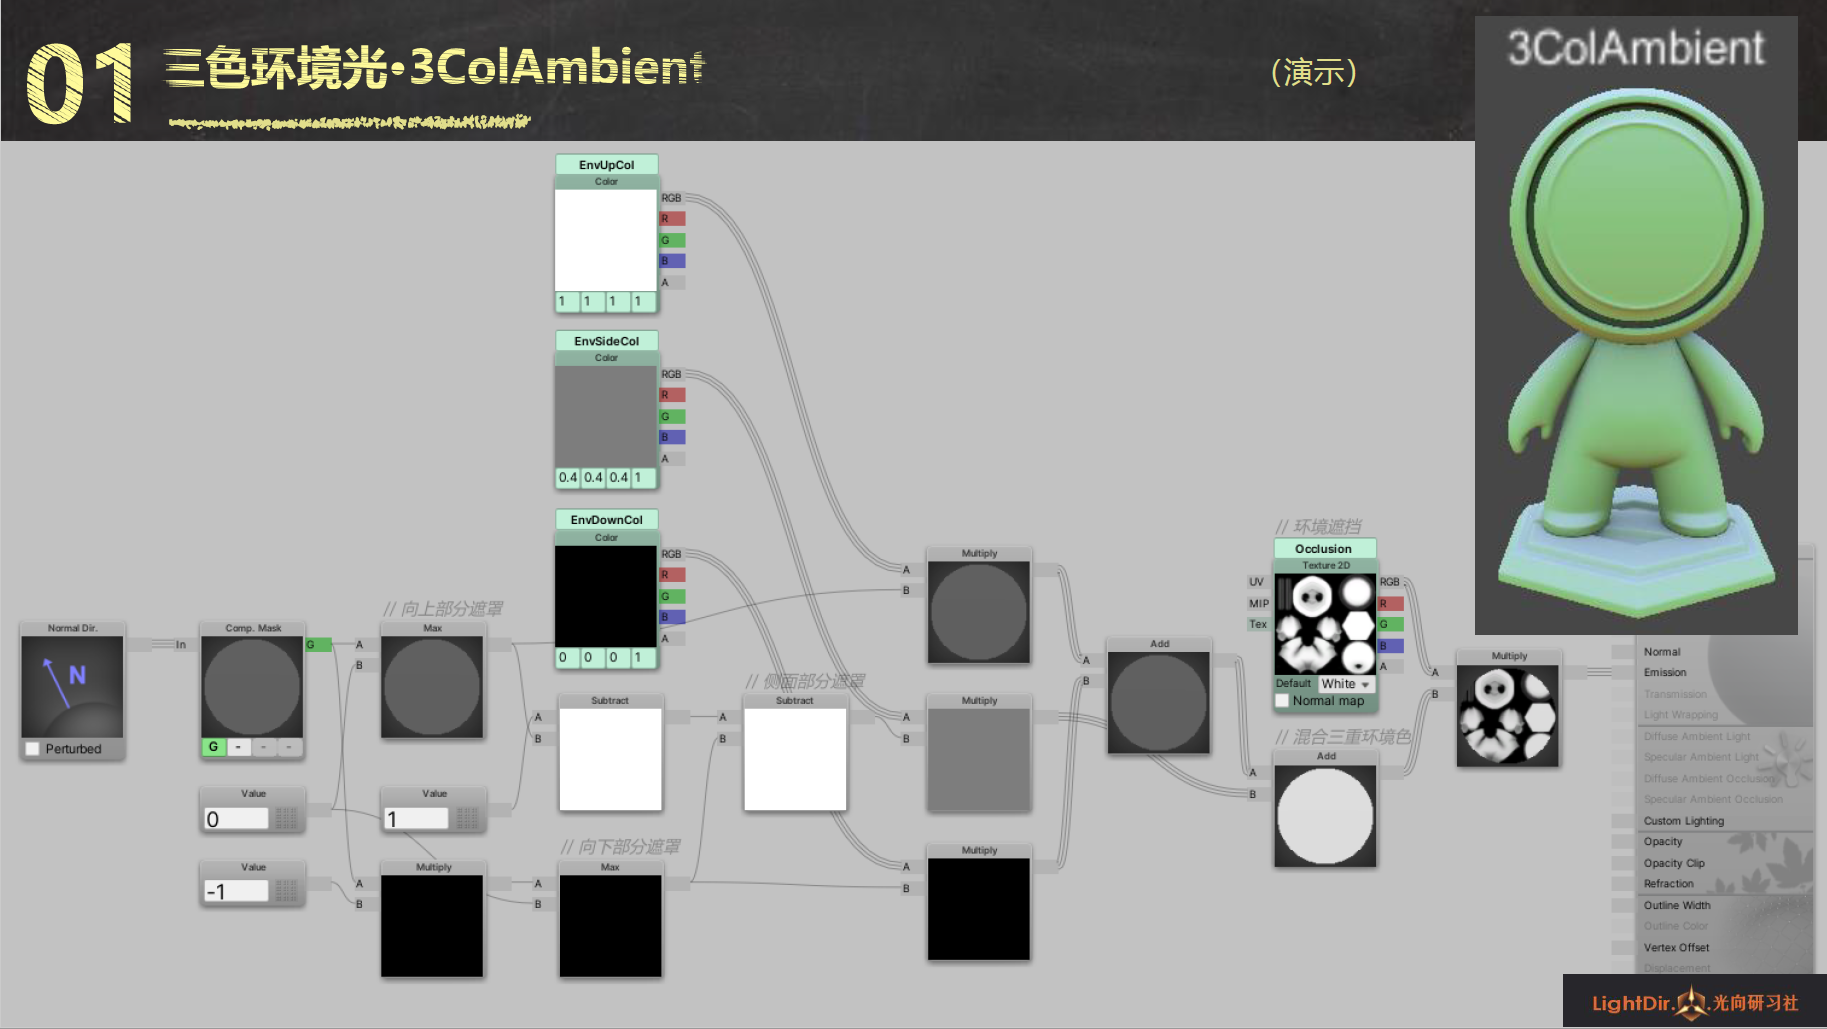 01 三色环境光·3ColAmbient
(演示)
3ColAmbient
EnvUpCol
Color
RGB
R
G
B
A
1 1 1 1
EnvSideCol
Color
RGB
R
G
B
A
0.4 0.4 0.4 1
EnvDownCol
Color
RGB
R
G
B
A
0 0 0 1
Normal Dir.
N
Perturbed
In
Comp. Mask
G
G - - -
// 向上部分遮罩
Max
A
B
Value
0
Value
1
Value
-1
Multiply
A
B
Subtract
A
B
// 向下部分遮罩
Max
A
B
// 侧面部分遮罩
Subtract
A
B
Multiply
A
B
Multiply
A
B
Multiply
A
B
Add
A
B
// 环境遮挡
Occlusion
Texture 2D
UV
MIP
Tex
RGB
R
G
B
A
Default White
Normal map
// 混合三重环境色
Add
A
B
Multiply
A
B
Normal
Emission
Transmission
Light Wrapping
Diffuse Ambient Light
Specular Ambient Light
Diffuse Ambient Occlusion
Specular Ambient Occlusion
Custom Lighting
Opacity
Opacity Clip
Refraction
Outline Width
Outline Color
Vertex Offset
Displacement
LightDir. 光向研习社